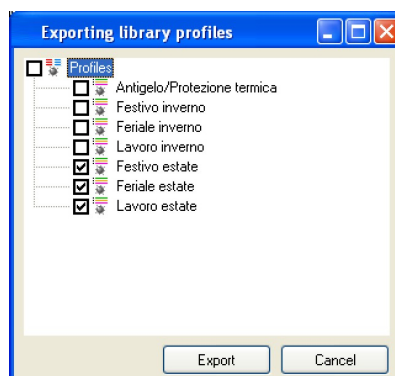 Exporting library profiles
Profiles
Antigelo/Protezione termica
Festivo inverno
Feriale inverno
Lavoro inverno
Festivo estate
Feriale estate
Lavoro estate
Export Cancel